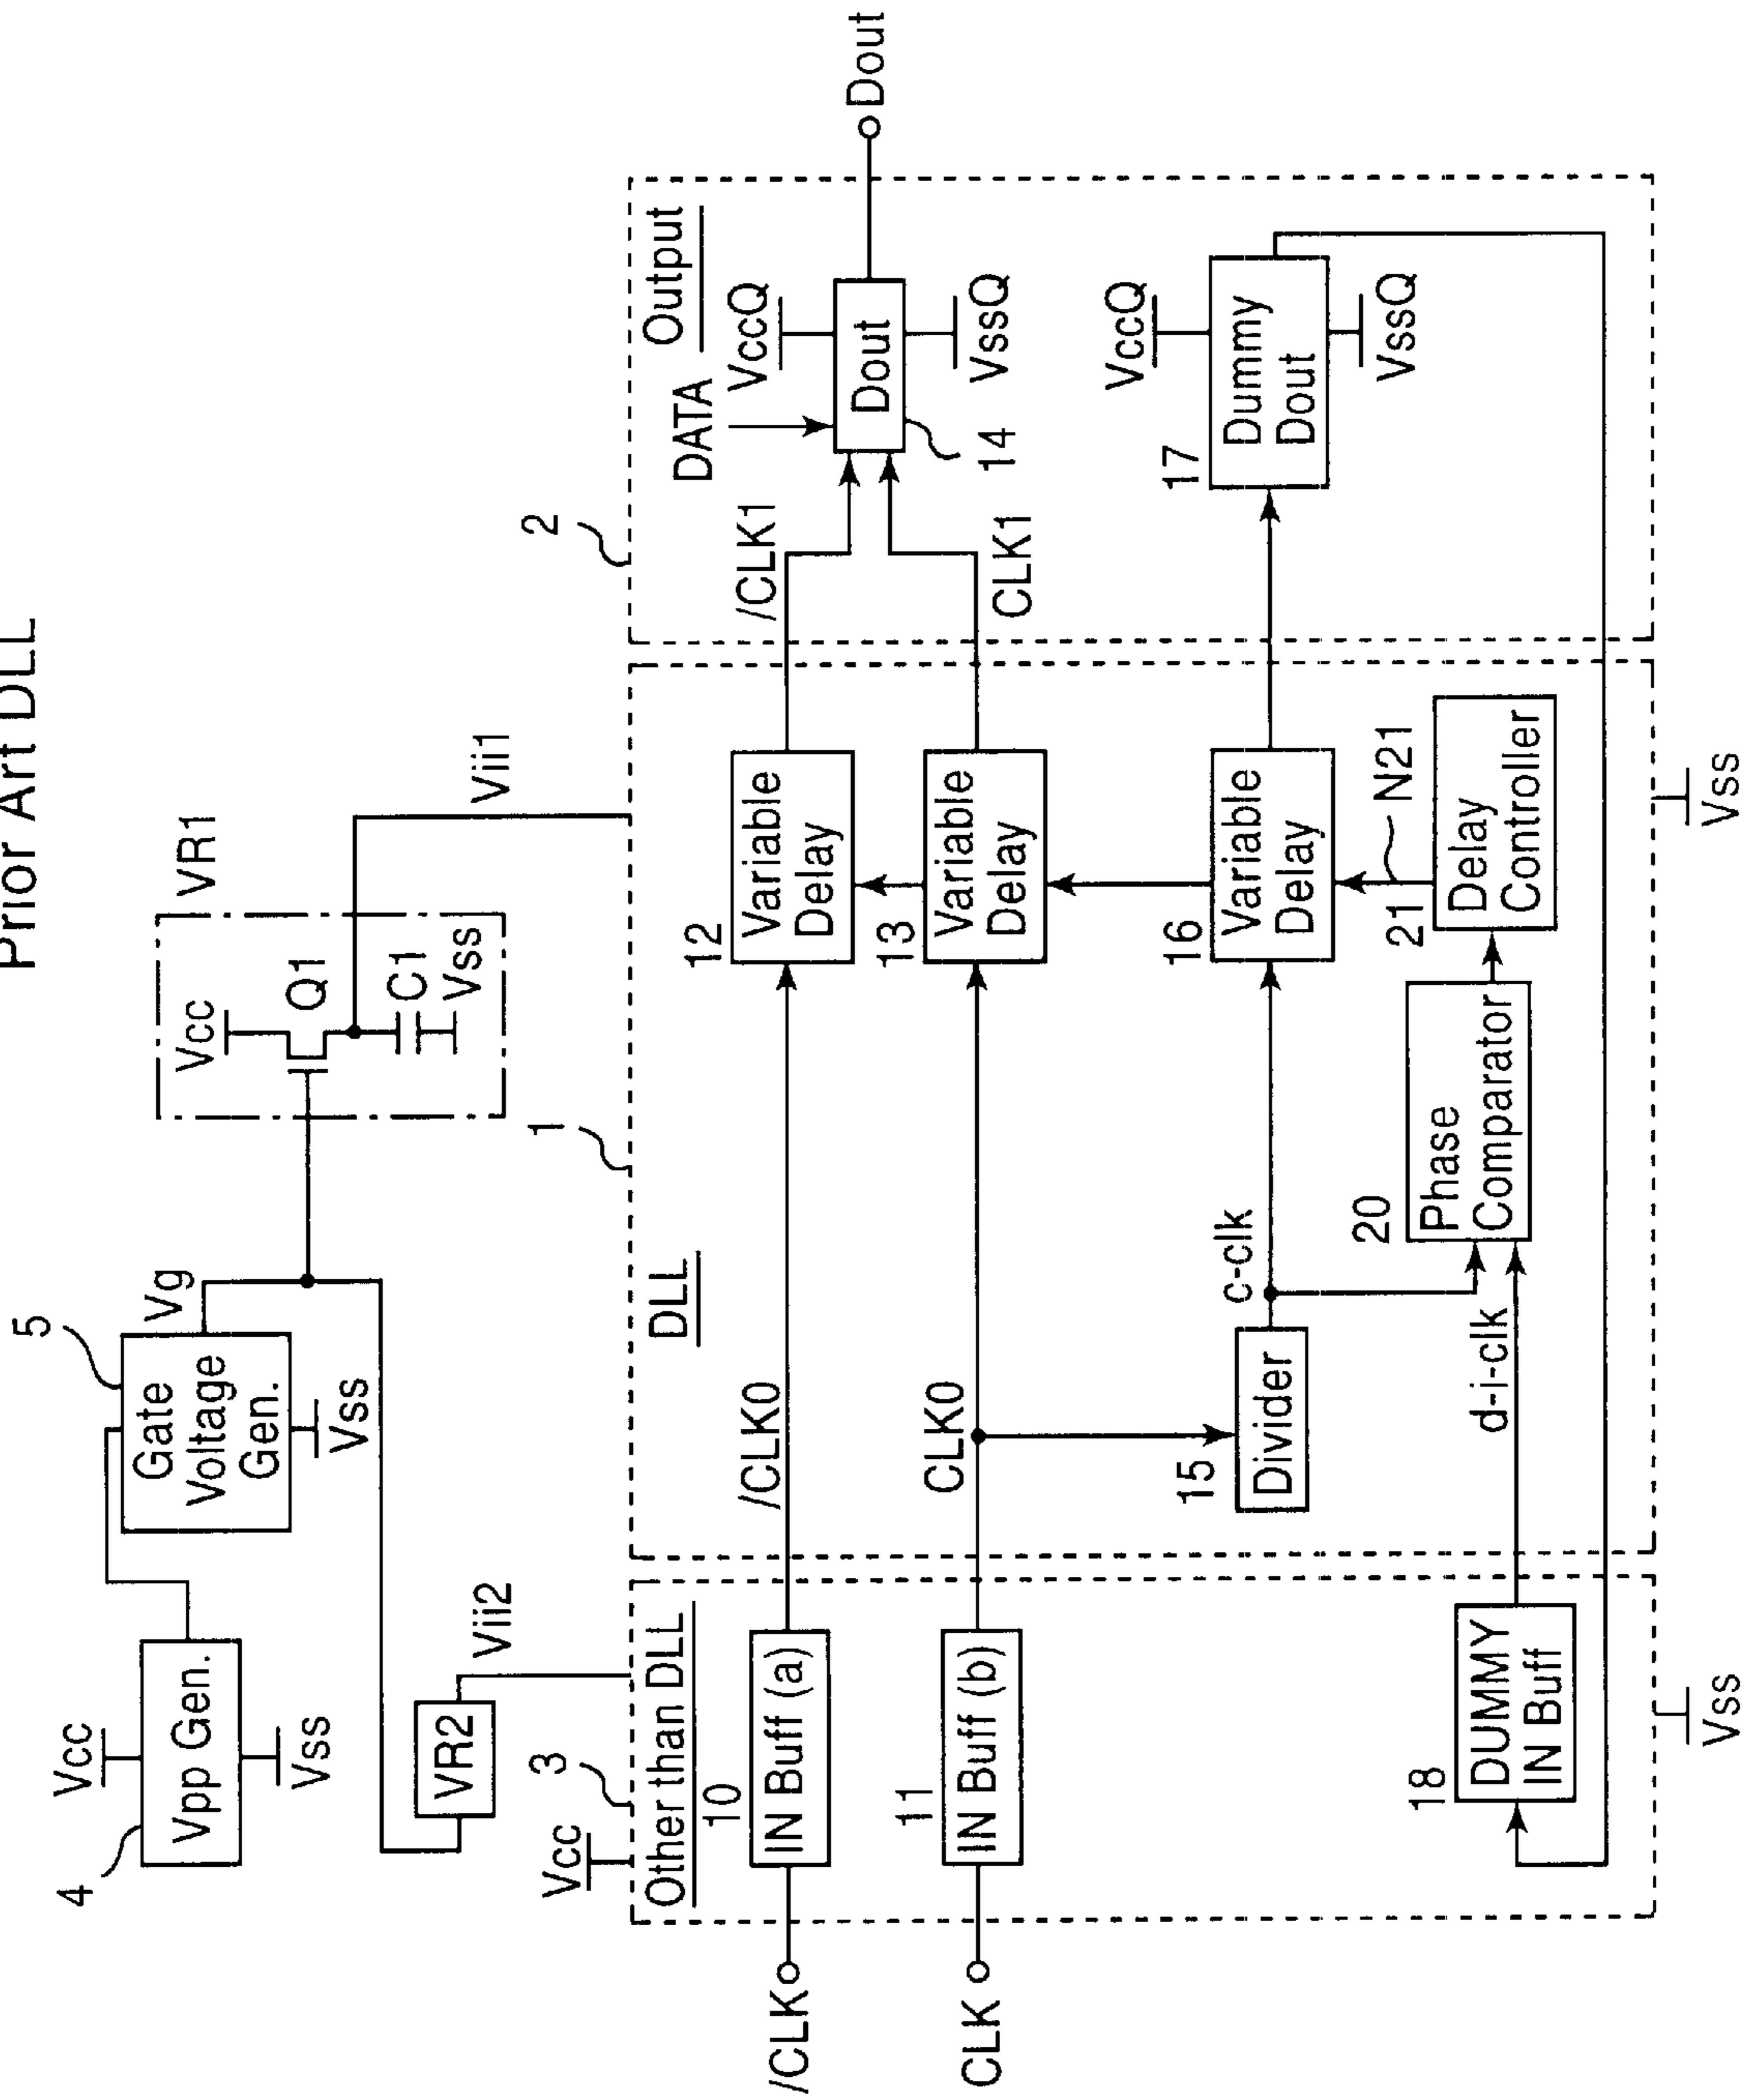 Prior Art DLL
5
4
Vcc
Vpp Gen.
Vss
Gate
Voltage
Gen.
Vss
Vg
VR1
Vcc
Q1
C1
Vss
Vii1
VR2
Vii2
Vcc
3
1
2
Other than DLL
DLL
Output
/CLK
10
IN Buff (a)
/CLK0
12
Variable
Delay
/CLK1
DATA
VccQ
Dout
VssQ
14
Dout
CLK
11
IN Buff (b)
CLK0
13
Variable
Delay
CLK1
15
Divider
c-clk
16
Variable
Delay
17
VccQ
Dummy
Dout
VssQ
18
DUMMY
IN Buff
d-i-clk
20
Phase
Comparator
21
N21
Delay
Controller
Vss
Vss